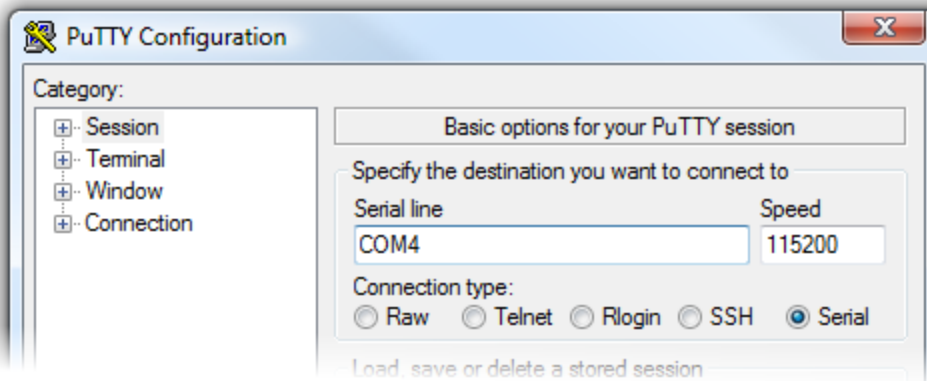 PuTTY Configuration
Category:
Session
Terminal
Window
Connection
Basic options for your PuTTY session
Specify the destination you want to connect to
Serial line Speed
COM4 115200
Connection type:
Raw Telnet Rlogin SSH Serial
Load, save or delete a stored session